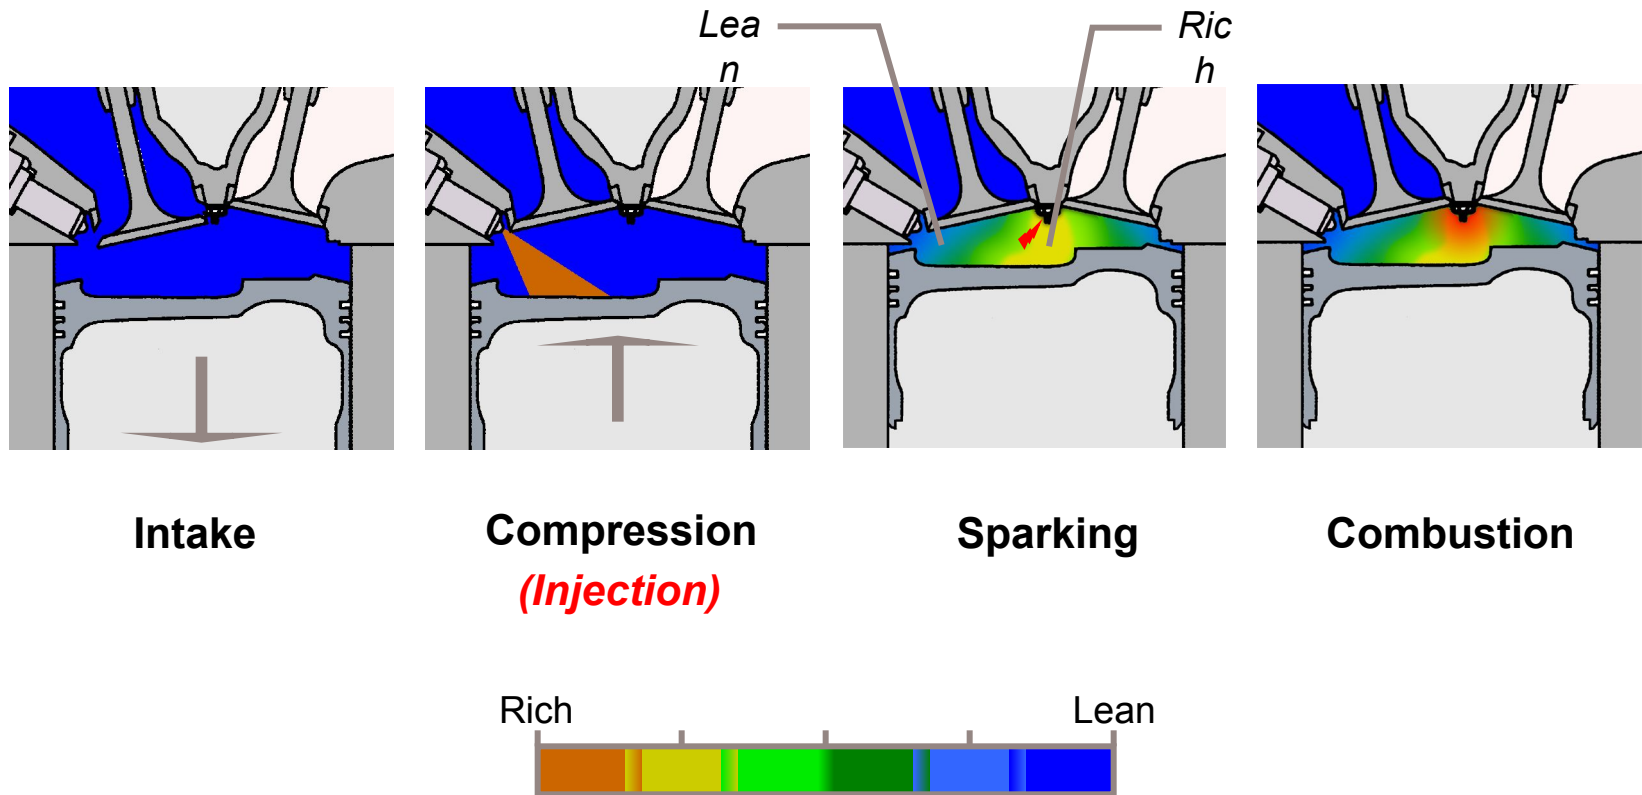 Lea
n
Ric
h
Intake
Compression
(Injection)
Sparking
Combustion
Rich
Lean